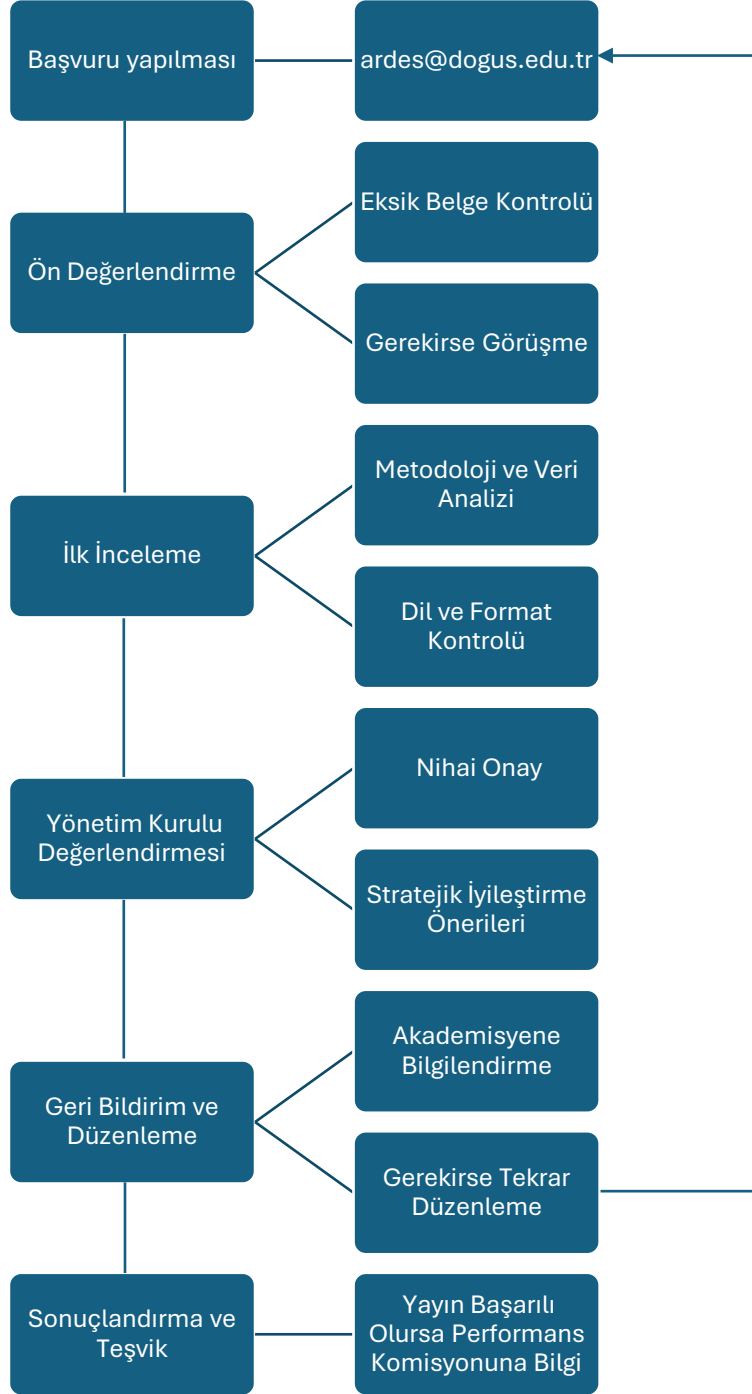 Başvuru yapılması
ardes@dogus.edu.tr
Ön Değerlendirme
Eksik Belge Kontrolü
Gerekirse Görüşme
İlk İnceleme
Metodoloji ve Veri
Analizi
Dil ve Format
Kontrolü
Yönetim Kurulu
Değerlendirmesi
Nihai Onay
Stratejik İyileştirme
Önerileri
Geri Bildirim ve
Düzenleme
Akademisyene
Bilgilendirme
Gerekirse Tekrar
Düzenleme
Sonuçlandırma ve
Teşvik
Yayın Başarılı
Olursa Performans
Komisyonuna Bilgi